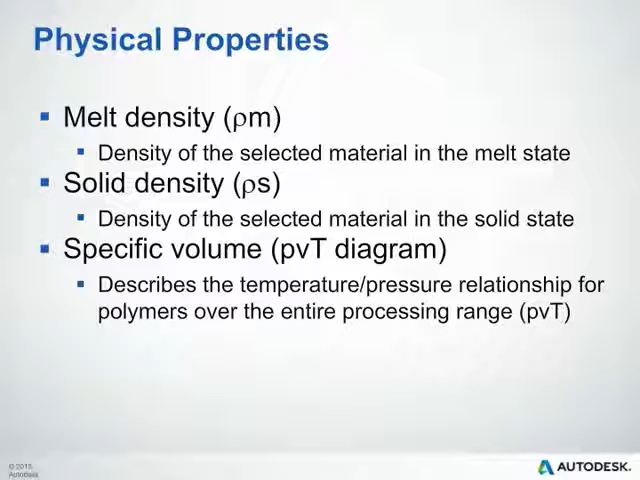 Physical Properties
▪ Melt density (ρm)
▪ Density of the selected material in the melt state
▪ Solid density (ρs)
▪ Density of the selected material in the solid state
▪ Specific volume (pvT diagram)
▪ Describes the temperature/pressure relationship for
polymers over the entire processing range (pvT)
© 2015
Autodesk
AUTODESK.